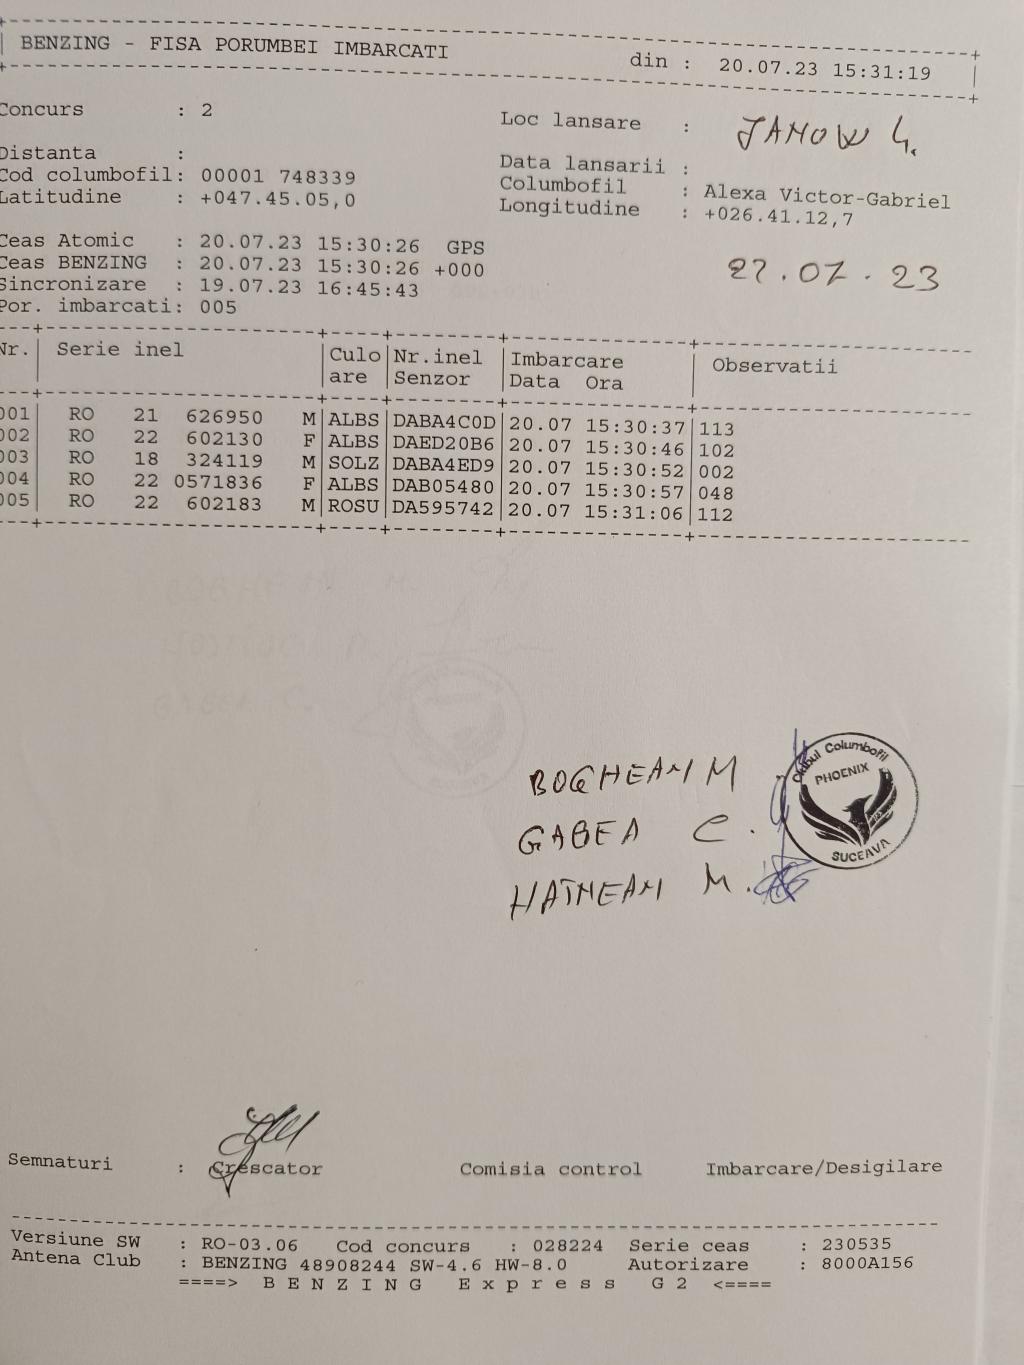 BENZING - FISA PORUMBEI IMBARCATI din : 20.07.23 15:31:19
Concurs : 2 Loc lansare : JANOW L.
Distanta : Data lansarii :
Cod columbofil: 00001 748339 Columbofil : Alexa Victor-Gabriel
Latitudine : +047.45.05,0 Longitudine : +026.41.12,7
Ceas Atomic : 20.07.23 15:30:26 GPS
Ceas BENZING : 20.07.23 15:30:26 +000
Sincronizare : 19.07.23 16:45:43
Por. imbarcati: 005
Nr. Serie inel Culo Nr.inel Imbarcare Observatii
are Senzor Data Ora
001 RO 21 626950 M ALBS DABA4C0D 20.07 15:30:37 113
002 RO 22 602130 F ALBS DAED20B6 20.07 15:30:46 102
003 RO 18 324119 M SOLZ DABA4ED9 20.07 15:30:52 002
004 RO 22 0571836 F ALBS DAB05480 20.07 15:30:57 048
005 RO 22 602183 M ROSU DA595742 20.07 15:31:06 112
BOGHEAN M
GABEA C.
HAINEAN M.
Clubul Columbofil
PHOENIX
SUCEAVA
Semnaturi : Crescator Comisia control Imbarcare/Desigilare
Versiune SW : RO-03.06 Cod concurs : 028224 Serie ceas : 230535
Antena Club : BENZING 48908244 SW-4.6 HW-8.0 Autorizare : 8000A156
====> B E N Z I N G E x p r e s s G 2 <====